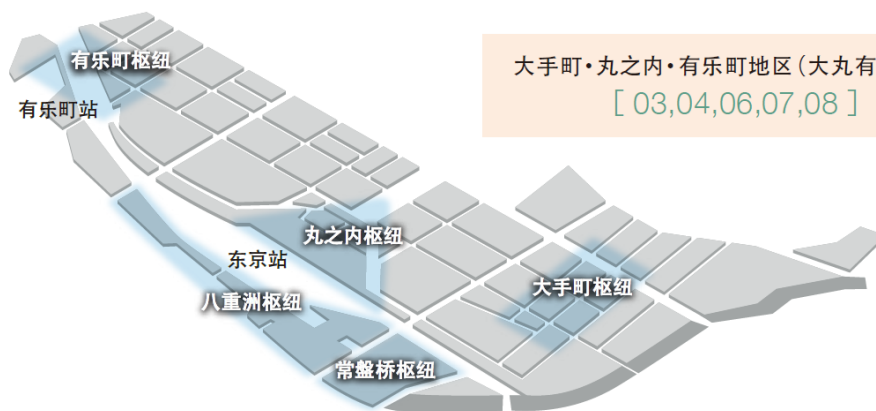 有乐町枢纽
有乐町站
大手町・丸之内・有乐町地区（大丸有
[ 03,04,06,07,08 ]
丸之内枢纽
东京站
大手町枢纽
八重洲枢纽
常盤桥枢纽